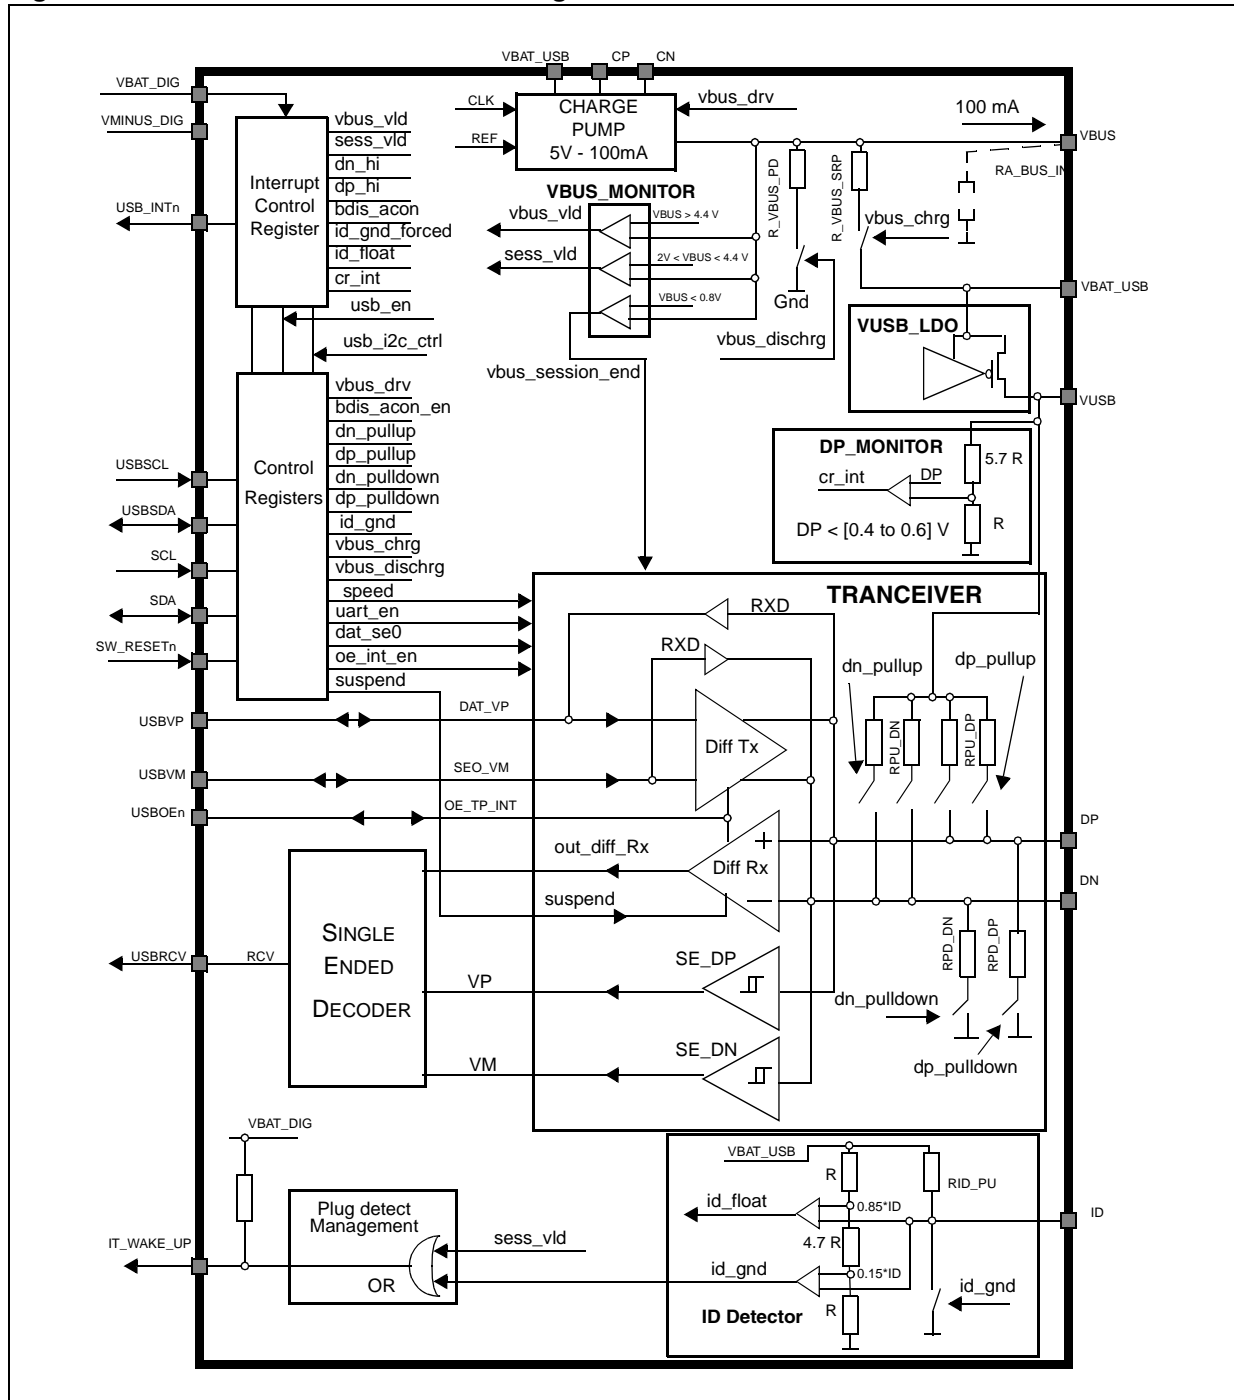 VBAT_USB
CP
CN
VBAT_DIG
VMINUS_DIG
USB_INTn
Interrupt
Control
Register
vbus_vld
sess_vld
dn_hi
dp_hi
bdis_acon
id_gnd_forced
id_float
cr_int
usb_en
usb_i2c_ctrl
CLK
REF
CHARGE
PUMP
5V - 100mA
vbus_drv
100 mA
VBUS
RA_BUS_IN
VBUS_MONITOR
vbus_vld
sess_vld
VBUS > 4.4 V
2V < VBUS < 4.4 V
VBUS < 0.8V
vbus_session_end
R_VBUS_PD
R_VBUS_SRP
vbus_chrg
Gnd
vbus_dischrg
VBAT_USB
VUSB_LDO
VUSB
DP_MONITOR
cr_int
DP
5.7 R
R
DP < [0.4 to 0.6] V
USBSCL
USBSDA
SCL
SDA
SW_RESETn
Control
Registers
vbus_drv
bdis_acon_en
dn_pullup
dp_pullup
dn_pulldown
dp_pulldown
id_gnd
vbus_chrg
vbus_dischrg
speed
uart_en
dat_se0
oe_int_en
suspend
TRANCEIVER
RXD
RXD
dn_pullup
dp_pullup
RPU_DN
RPU_DP
USBVP
DAT_VP
Diff Tx
USBVM
SEO_VM
USBOEn
OE_TP_INT
DP
DN
out_diff_Rx
Diff Rx
suspend
SINGLE
ENDED
DECODER
USBRCV
RCV
VP
SE_DP
VM
SE_DN
RPD_DN
RPD_DP
dn_pulldown
dp_pulldown
VBAT_DIG
Plug detect
Management
OR
IT_WAKE_UP
sess_vld
id_gnd
VBAT_USB
R
RID_PU
id_float
0.85*ID
4.7 R
0.15*ID
R
ID
id_gnd
ID Detector